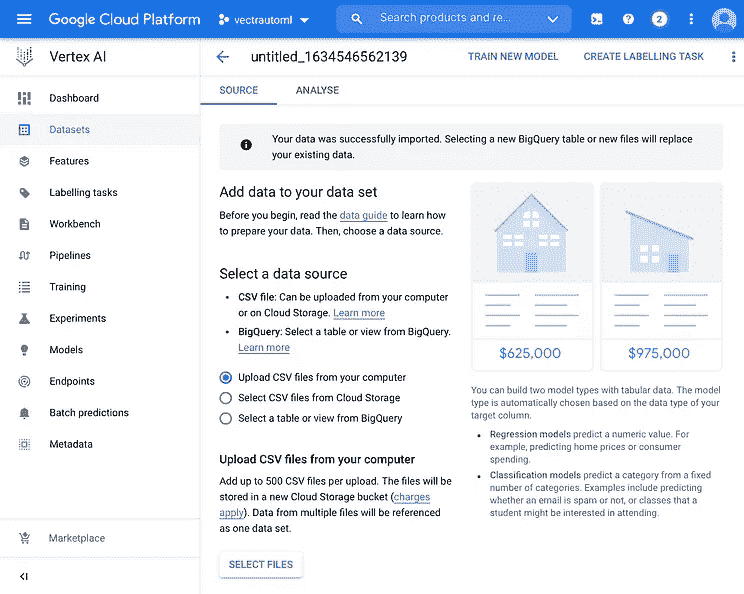 Google Cloud Platform
vectrautoml
Search products and re...
2
Vertex AI
untitled_1634546562139
TRAIN NEW MODEL
CREATE LABELLING TASK
SOURCE
ANALYSE
Dashboard
Datasets
Features
Labelling tasks
Workbench
Pipelines
Training
Experiments
Models
Endpoints
Batch predictions
Metadata
Marketplace
Your data was successfully imported. Selecting a new BigQuery table or new files will replace
your existing data.
Add data to your data set
Before you begin, read the data guide to learn how
to prepare your data. Then, choose a data source.
Select a data source
• CSV file: Can be uploaded from your computer
or on Cloud Storage. Learn more
• BigQuery: Select a table or view from BigQuery.
Learn more
Upload CSV files from your computer
Select CSV files from Cloud Storage
Select a table or view from BigQuery
Upload CSV files from your computer
Add up to 500 CSV files per upload. The files will be
stored in a new Cloud Storage bucket (charges
apply). Data from multiple files will be referenced
as one data set.
SELECT FILES
$625,000
$975,000
You can build two model types with tabular data. The model
type is automatically chosen based on the data type of your
target column.
• Regression models predict a numeric value. For
example, predicting home prices or consumer
spending.
• Classification models predict a category from a fixed
number of categories. Examples include predicting
whether an email is spam or not, or classes that a
student might be interested in attending.